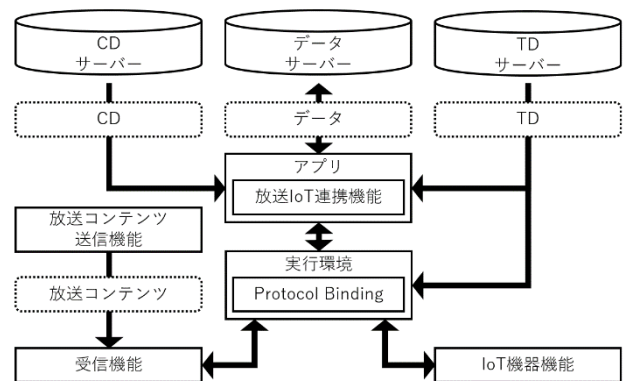 CD
サーバー
データ
サーバー
TD
サーバー
CD
データ
TD
アプリ
放送IoT連携機能
放送コンテンツ
送信機能
実行環境
Protocol Binding
放送コンテンツ
受信機能
IoT機器機能